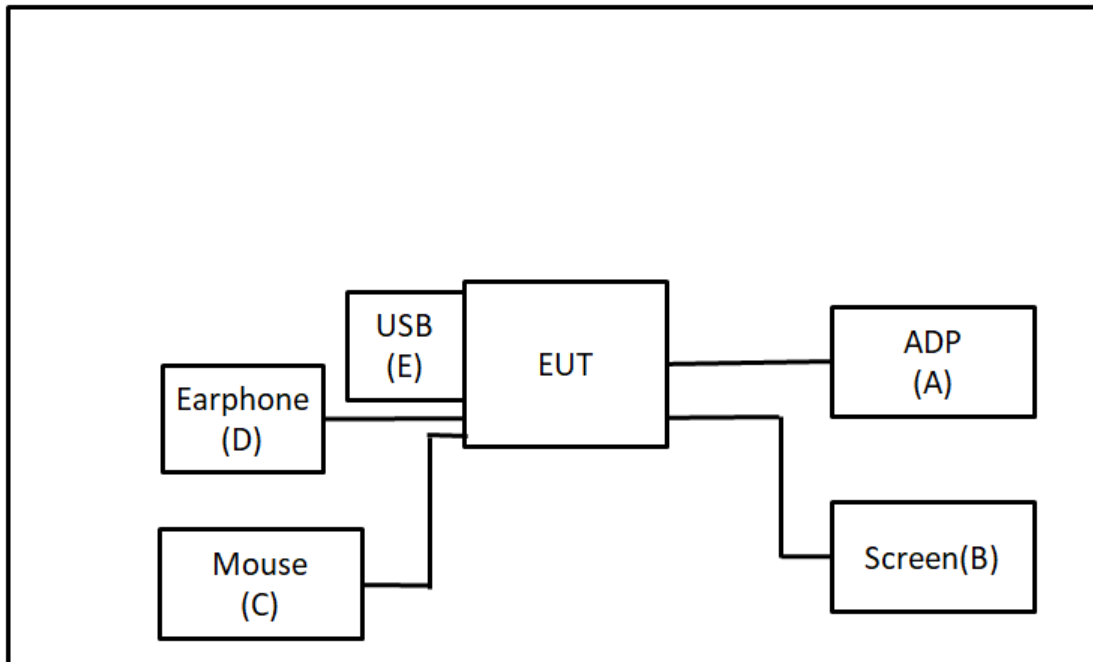 USB
(E)
EUT
ADP
(A)
Earphone
(D)
Mouse
(C)
Screen(B)